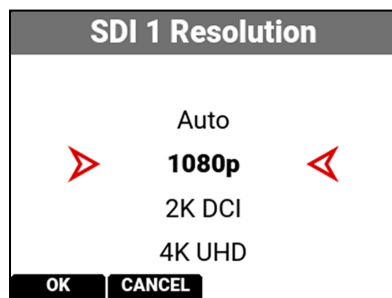 SDI 1 Resolution
Auto
1080p
2K DCI
4K UHD
OK CANCEL